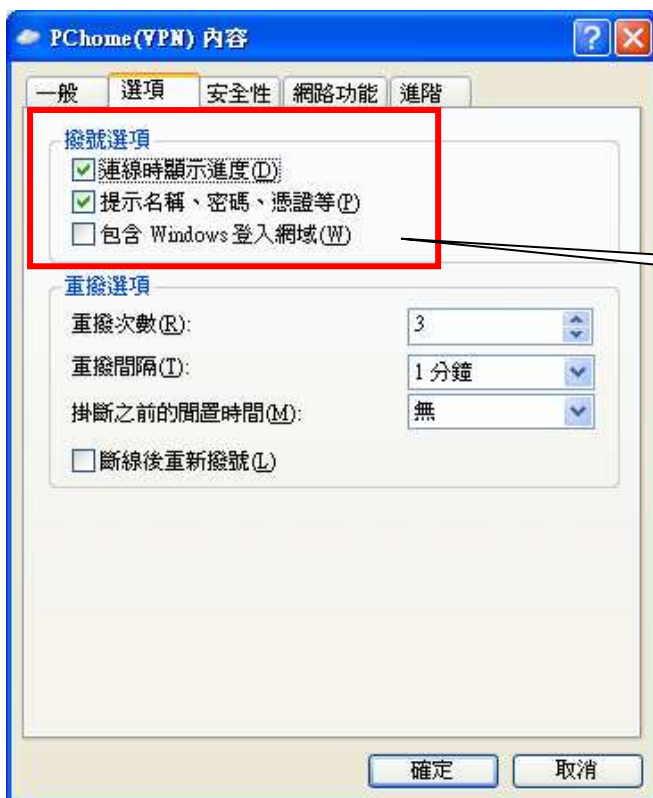 PChome(VPN) 內容
一般 選項 安全性 網路功能 進階
撥號選項
連線時顯示進度(D)
提示名稱、密碼、憑證等(P)
包含 Windows 登入網域(W)
重撥選項
重撥次數(R): 3
重撥間隔(T): 1 分鐘
掛斷之前的閒置時間(M): 無
斷線後重新撥號(L)
確定 取消